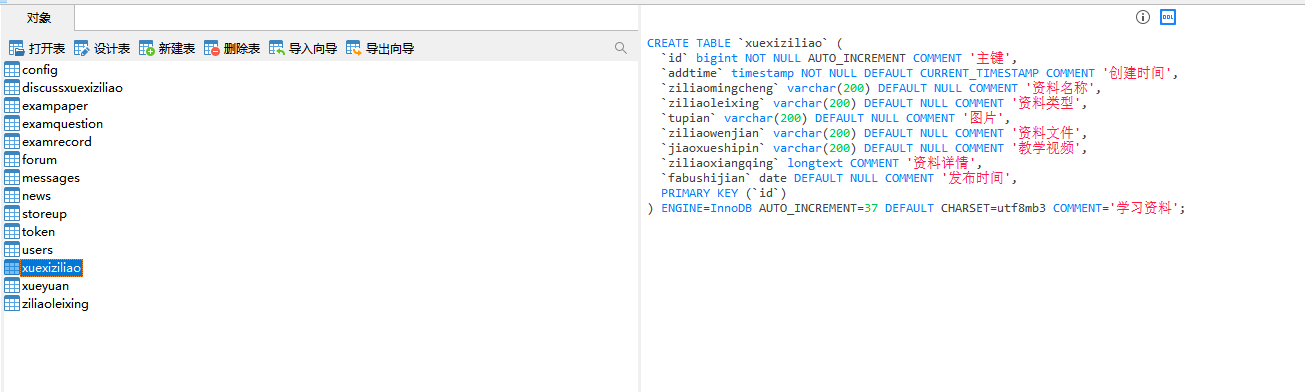 对象
打开表 设计表 新建表 删除表 导入向导 导出向导
config
discussxuexiziliao
exampaper
examquestion
examrecord
forum
messages
news
storeup
token
users
xuexiziliao
xueyuan
ziliaoleixing
DDL
CREATE TABLE `xuexiziliao` (
  `id` bigint NOT NULL AUTO_INCREMENT COMMENT '主键',
  `addtime` timestamp NOT NULL DEFAULT CURRENT_TIMESTAMP COMMENT '创建时间',
  `ziliaomingcheng` varchar(200) DEFAULT NULL COMMENT '资料名称',
  `ziliaoleixing` varchar(200) DEFAULT NULL COMMENT '资料类型',
  `tupian` varchar(200) DEFAULT NULL COMMENT '图片',
  `ziliaowenjian` varchar(200) DEFAULT NULL COMMENT '资料文件',
  `jiaoxueshipin` varchar(200) DEFAULT NULL COMMENT '教学视频',
  `ziliaoxiangqing` longtext COMMENT '资料详情',
  `fabushijian` date DEFAULT NULL COMMENT '发布时间',
  PRIMARY KEY (`id`)
) ENGINE=InnoDB AUTO_INCREMENT=37 DEFAULT CHARSET=utf8mb3 COMMENT='学习资料';